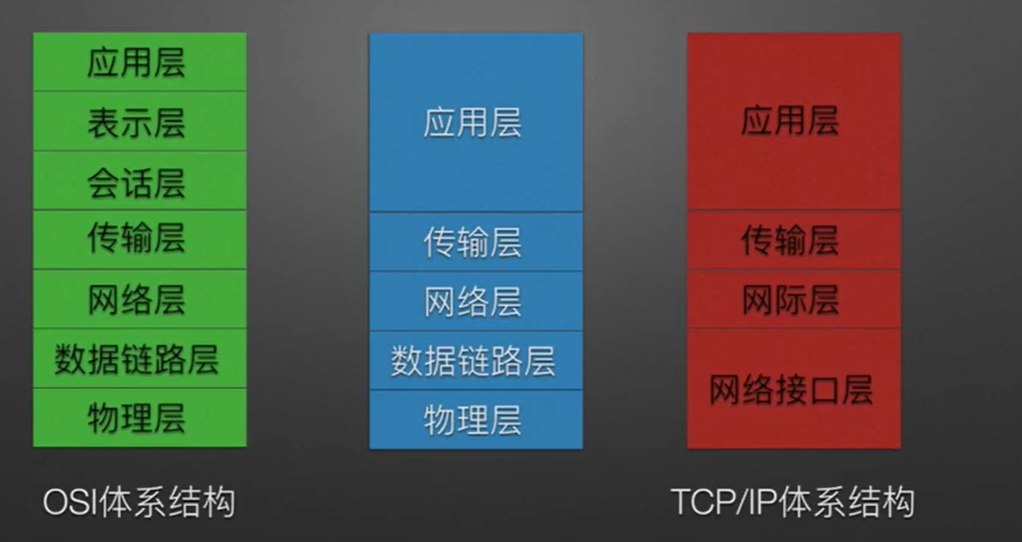 应用层
表示层
会话层
传输层
网络层
数据链路层
物理层
OSI体系结构
应用层
传输层
网络层
数据链路层
物理层
应用层
传输层
网际层
网络接口层
TCP/IP体系结构